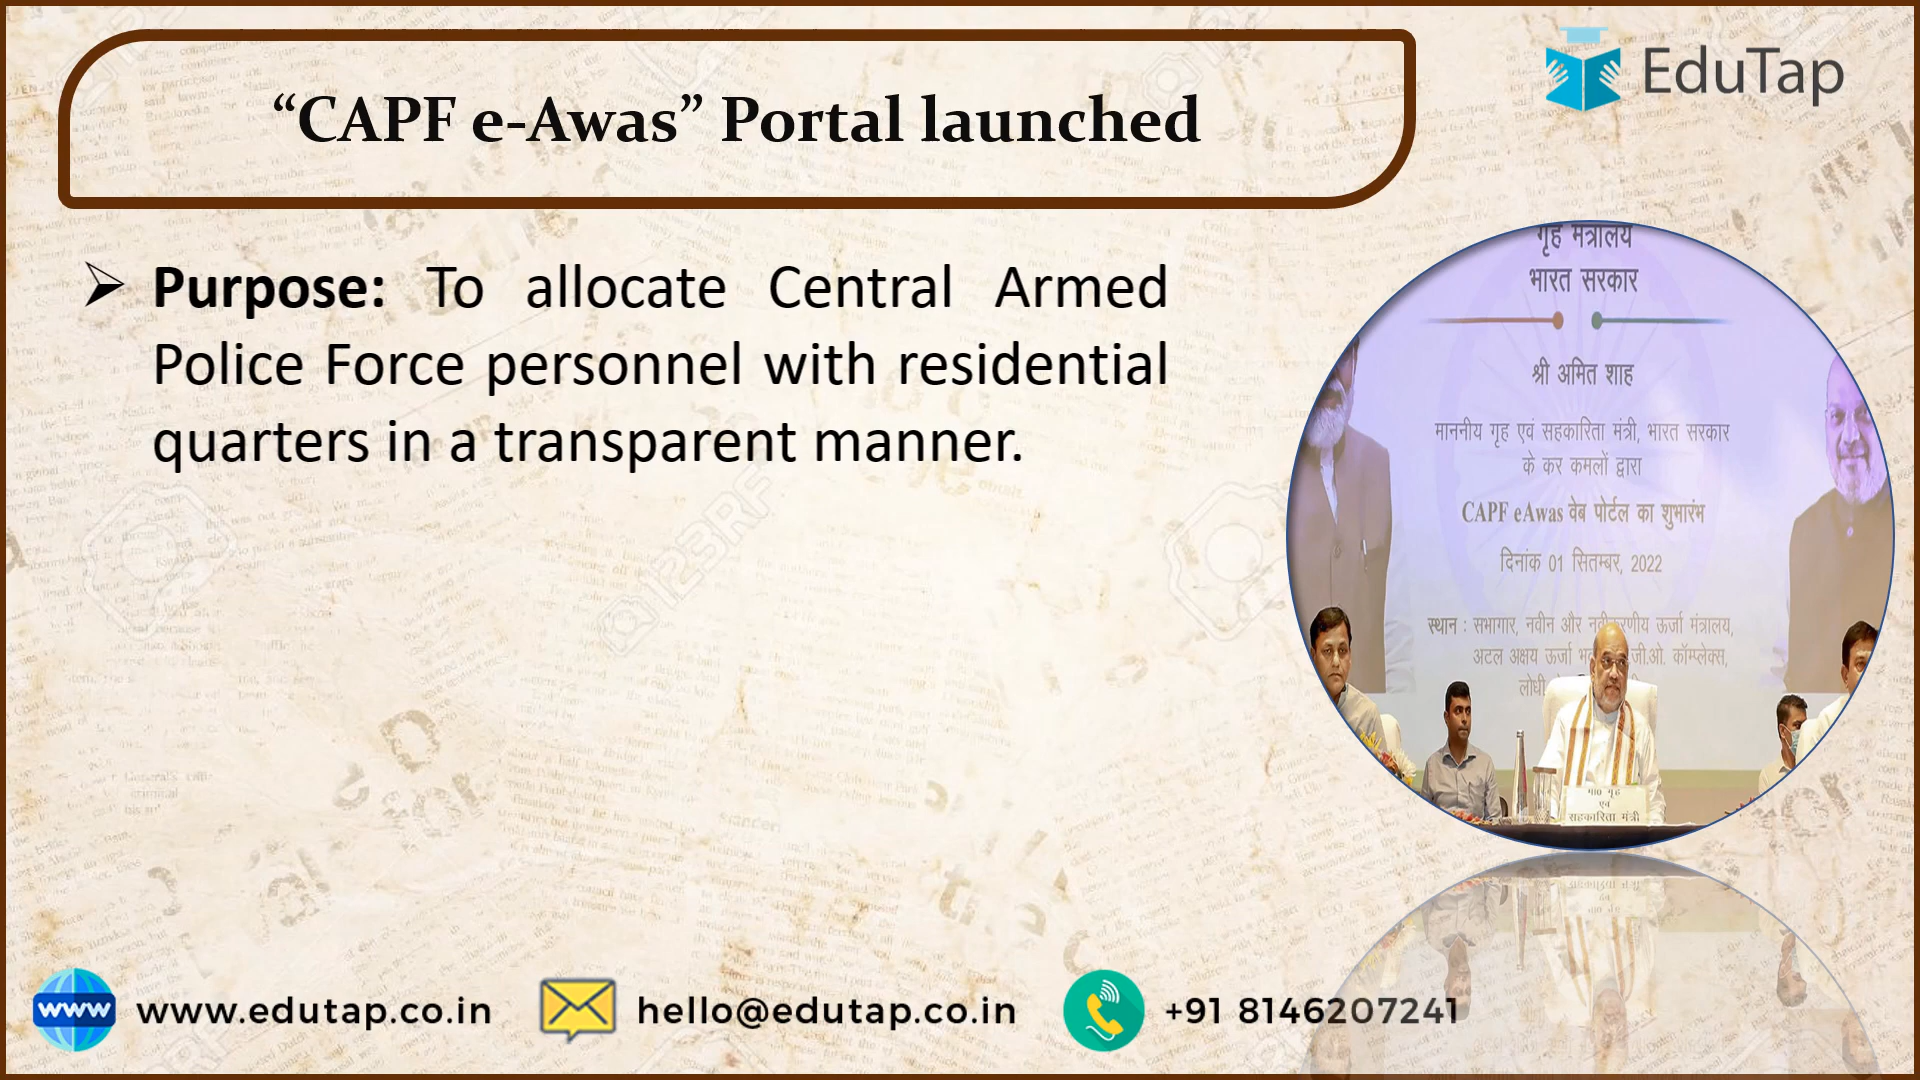 “CAPF e-Awas” Portal launched
EduTap
➢ Purpose: To allocate Central Armed
Police Force personnel with residential
quarters in a transparent manner.
गृह मंत्रालय
भारत सरकार
श्री अमित शाह
माननीय गृह एवं सहकारिता मंत्री, भारत सरकार
के कर कमलों द्वारा
CAPF eAwas वेब पोर्टल का शुभारंभ
दिनांक 01 सितम्बर, 2022
स्थान : सभागार, नवीन और ऊर्जा मंत्रालय,
अटल अक्षय ऊर्जा जी.ओ. कॉम्प्लेक्स,
लोधी
मा0 गृह
एवं
सहकारिता मंत्री
www
www.edutap.co.in
hello@edutap.co.in
+91 8146207241